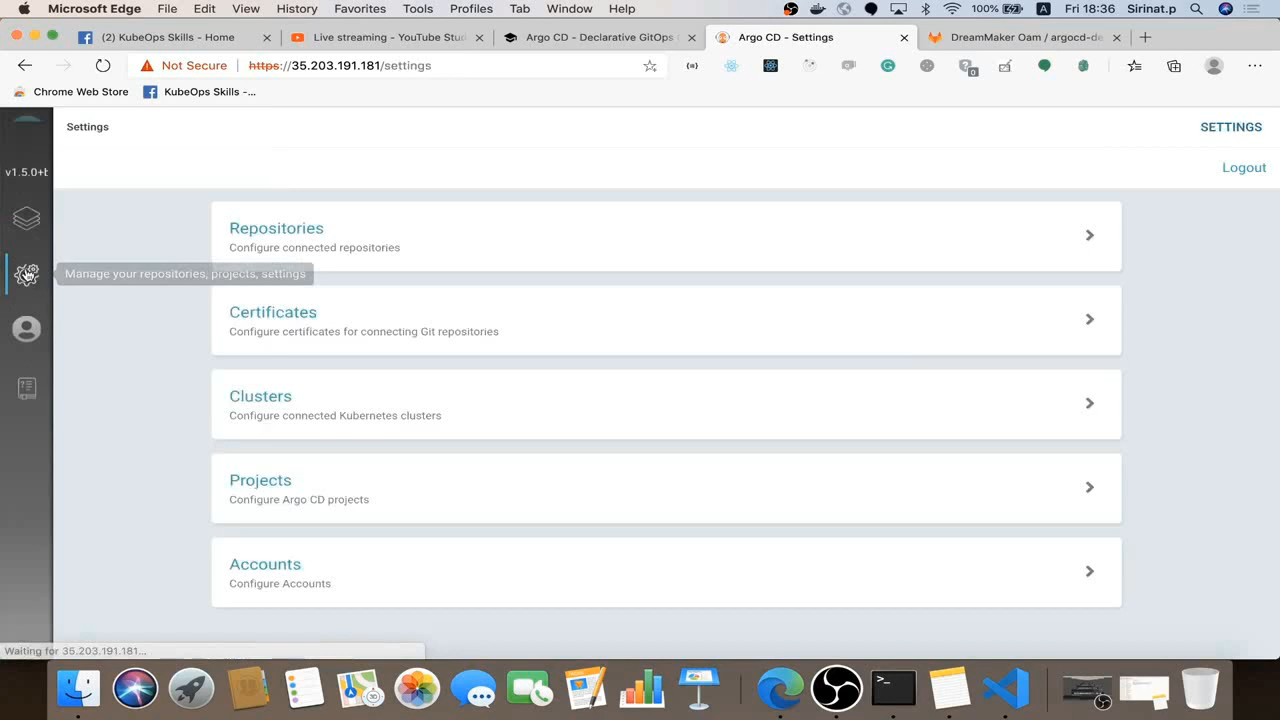 Microsoft Edge File Edit View History Favorites Tools Profiles Tab Window Help 100% A Fri 18:36 Sirinat.p
(2) KubeOps Skills - Home Live streaming - YouTube Stud Argo CD - Declarative GitOps Argo CD - Settings DreamMaker Oam / argocd-de
Not Secure https://35.203.191.181/settings
Chrome Web Store KubeOps Skills -...
Settings SETTINGS
v1.5.0+b
Logout
Repositories
Configure connected repositories
Manage your repositories, projects, settings
Certificates
Configure certificates for connecting Git repositories
Clusters
Configure connected Kubernetes clusters
Projects
Configure Argo CD projects
Accounts
Configure Accounts
Waiting for 35.203.191.181...